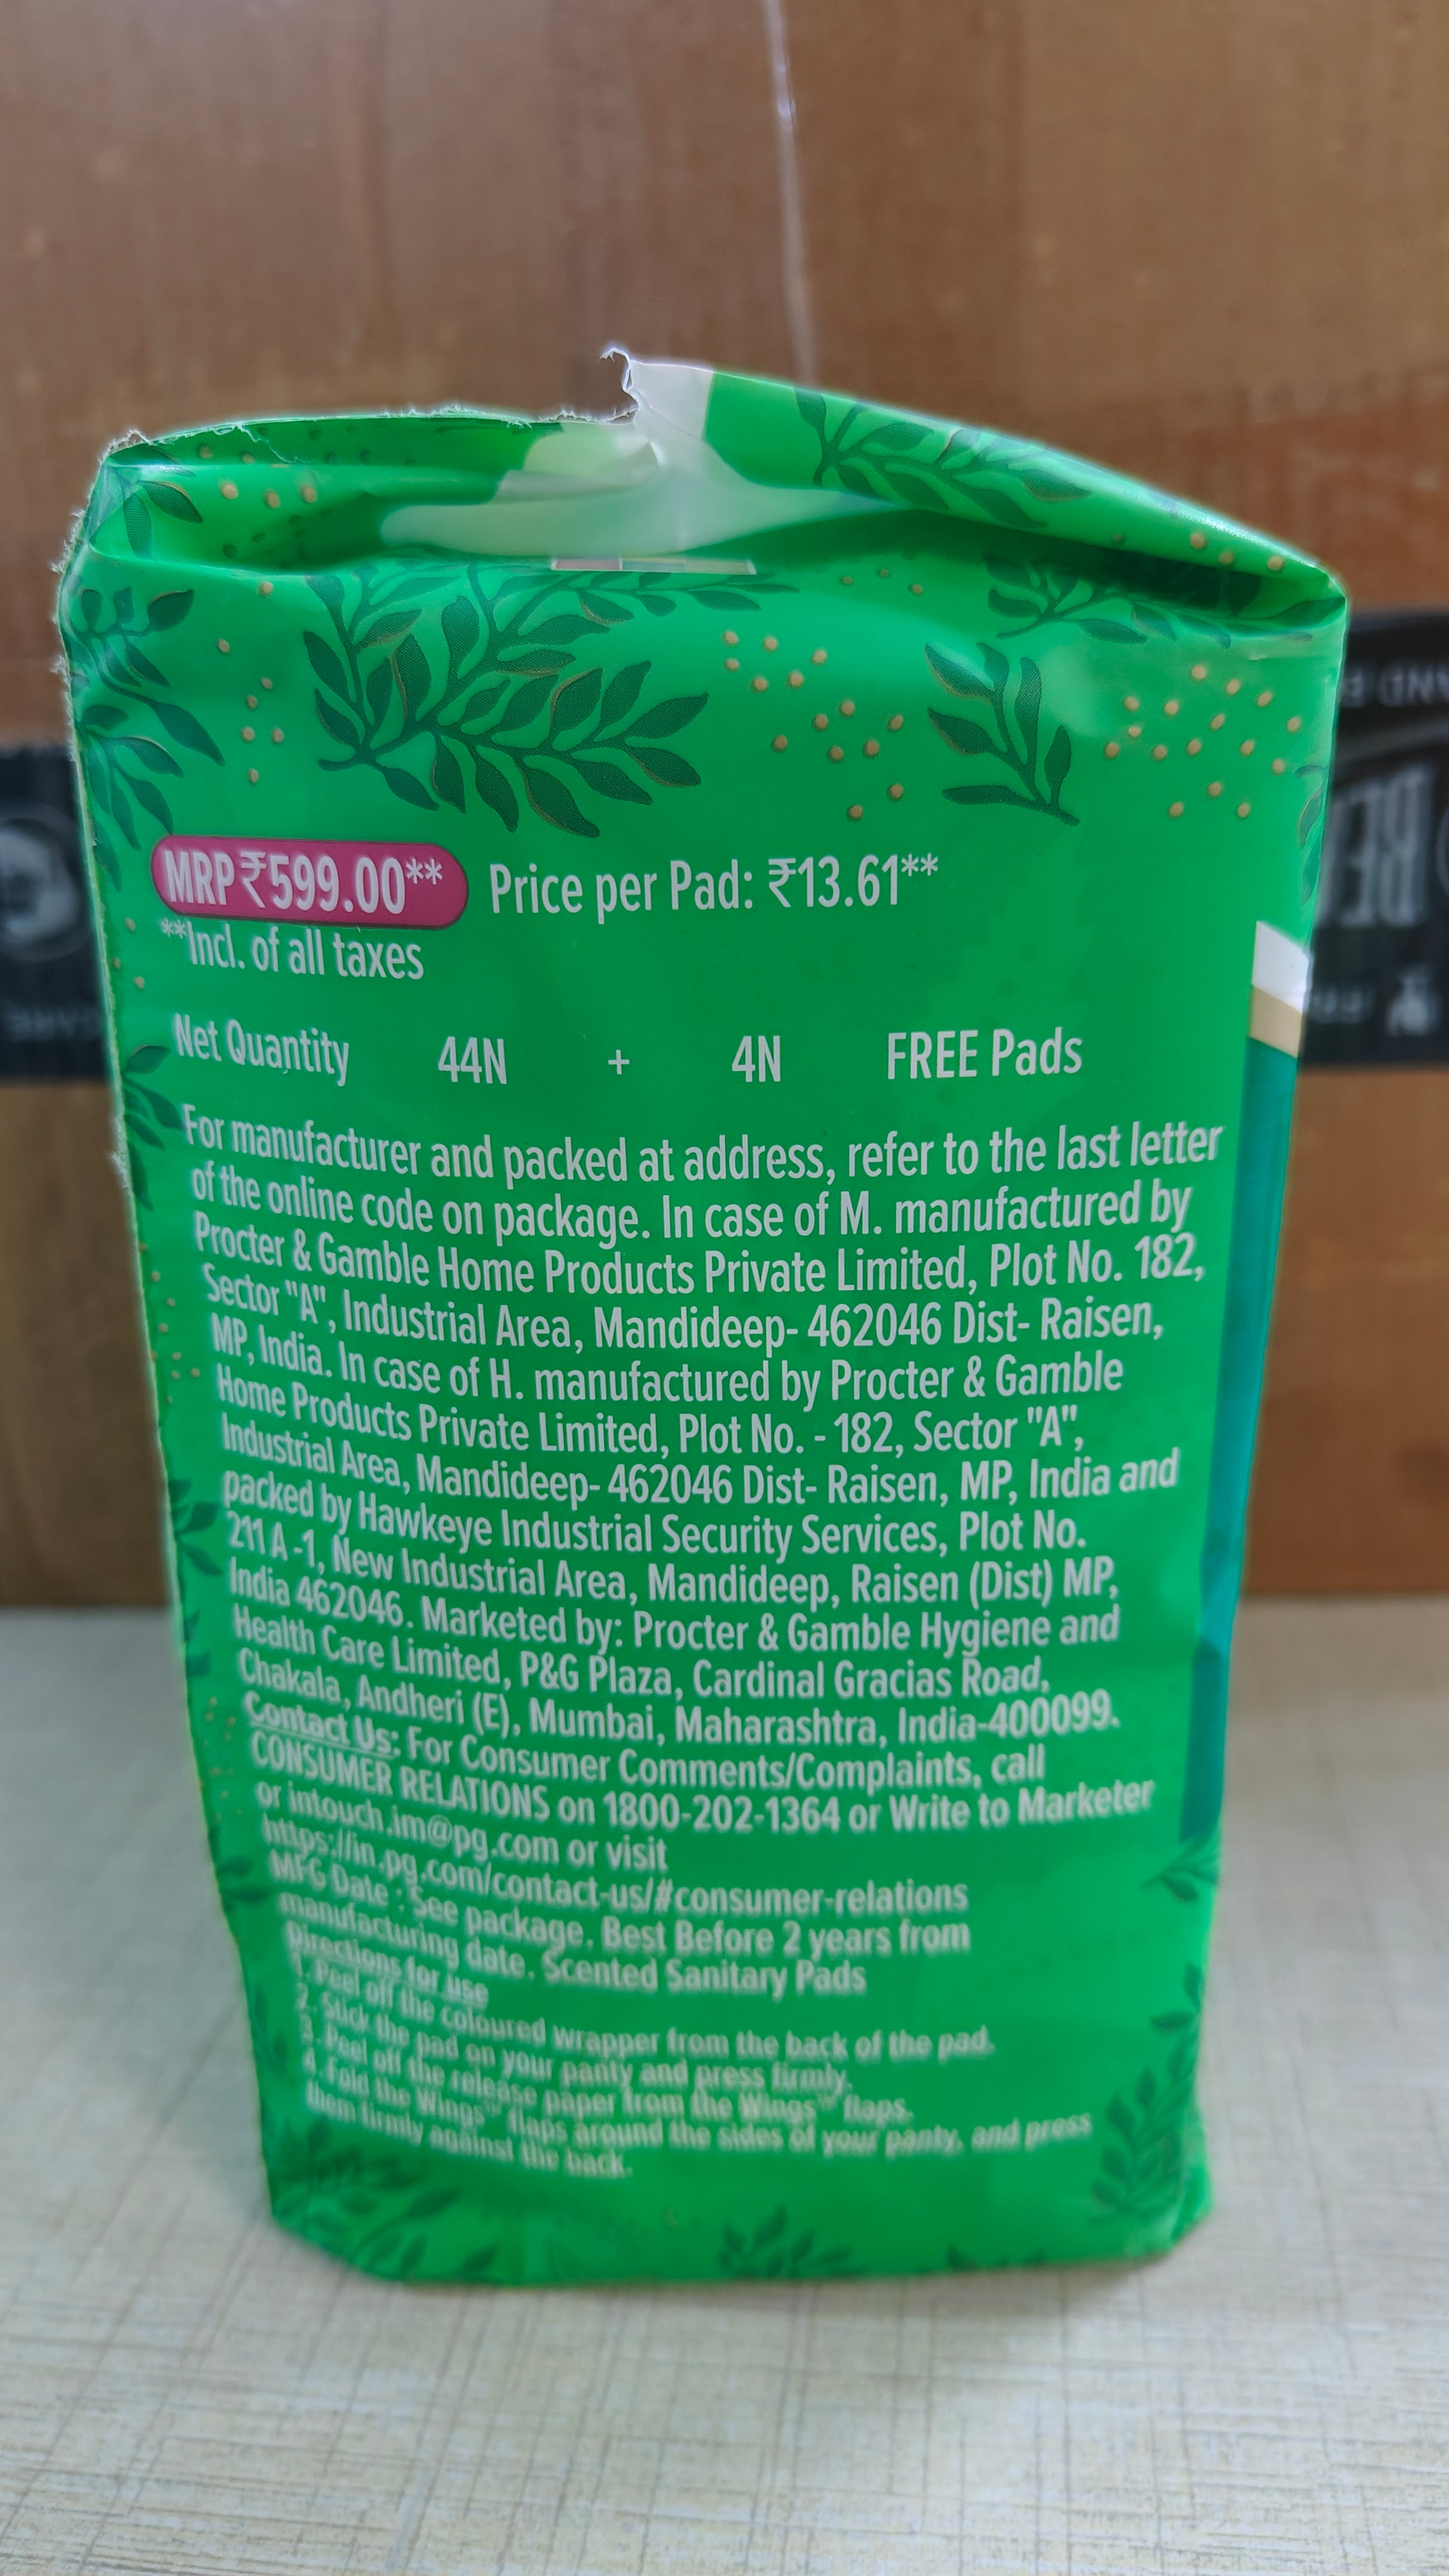 MRP ₹599.00** Price per Pad: ₹13.61**
**Incl. of all taxes
Net Quantity 44N + 4N FREE Pads
For manufacturer and packed at address, refer to the last letter
of the online code on package. In case of M. manufactured by
Procter & Gamble Home Products Private Limited, Plot No. 182,
Sector "A", Industrial Area, Mandideep- 462046 Dist- Raisen,
MP, India. In case of H. manufactured by Procter & Gamble
Home Products Private Limited, Plot No. - 182, Sector "A",
Industrial Area, Mandideep- 462046 Dist- Raisen, MP, India and
packed by Hawkeye Industrial Security Services, Plot No.
211 A -1, New Industrial Area, Mandideep, Raisen (Dist) MP,
India 462046. Marketed by: Procter & Gamble Hygiene and
Health Care Limited, P&G Plaza, Cardinal Gracias Road,
Chakala, Andheri (E), Mumbai, Maharashtra, India-400099.
Contact Us: For Consumer Comments/Complaints, call
CONSUMER RELATIONS on 1800-202-1364 or Write to Marketer
or intouch.im@pg.com or visit
https://in.pg.com/contact-us/#consumer-relations
MFG Date : See package. Best Before 2 years from
manufacturing date. Scented Sanitary Pads
Directions for use
1. Peel off the coloured wrapper from the back of the pad.
2. Stick the pad on your panty and press firmly.
3. Peel off the release paper from the Wings™ flaps.
4. Fold the Wings™ flaps around the sides of your panty, and press
them firmly against the back.